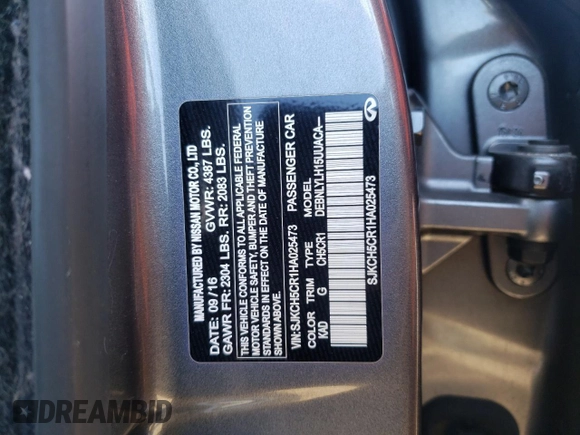 MANUFACTURED BY NISSAN MOTOR CO., LTD
09/16 GVWR: 4387 LBS.
GAWR FR: 2304 LBS. RR: 2083 LBS.
THIS VEHICLE CONFORMS TO ALL APPLICABLE FEDERAL
MOTOR VEHICLE SAFETY, BUMPER AND THEFT PREVENTION
STANDARDS IN EFFECT ON THE DATE OF MANUFACTURE
SHOWN ABOVE.
VIN:SJKCH5CR1HA025473 PASSENGER CAR
COLOR TRIM TYPE MODEL
KAD G CH5CR1 DEBNLYLH15UUACA—
SJKCH5CR1HA025473
DREAMBID